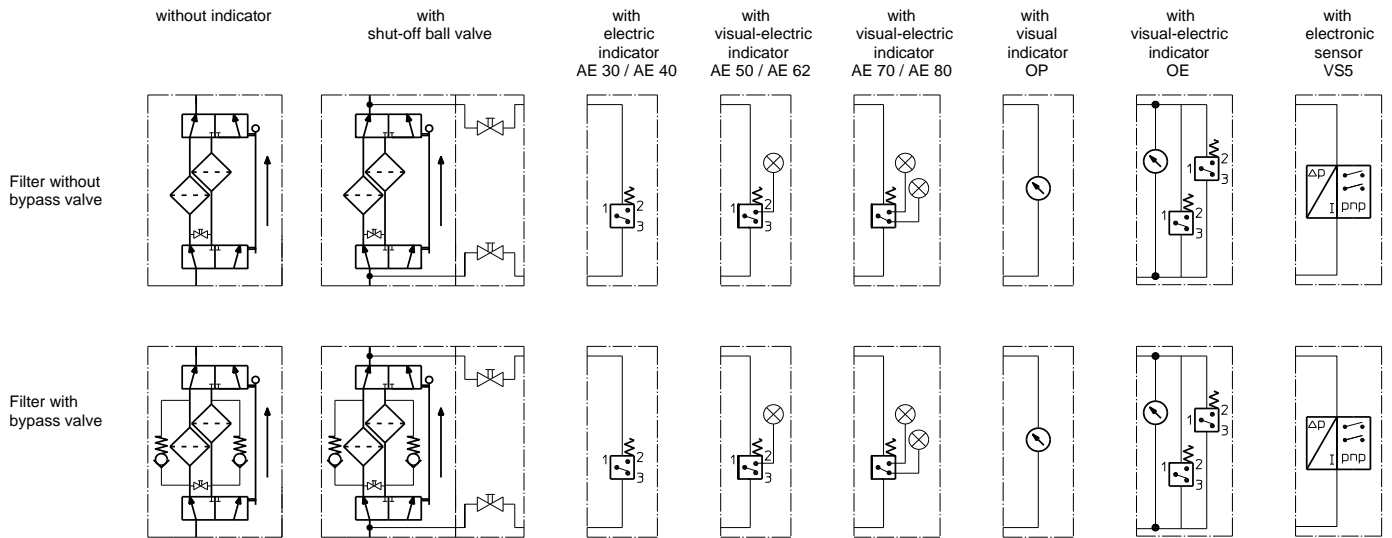 without indicator
with
shut-off ball valve
with
electric
indicator
AE 30 / AE 40
with
visual-electric
indicator
AE 50 / AE 62
with
visual-electric
indicator
AE 70 / AE 80
with
visual
indicator
OP
with
visual-electric
indicator
OE
with
electronic
sensor
VS5
Filter without
bypass valve
1 2
3
1 2
3
1 2
3
1 2
3
Δp
I pnp
Filter with
bypass valve
1 2
3
1 2
3
1 2
3
1 2
3
Δp
I pnp